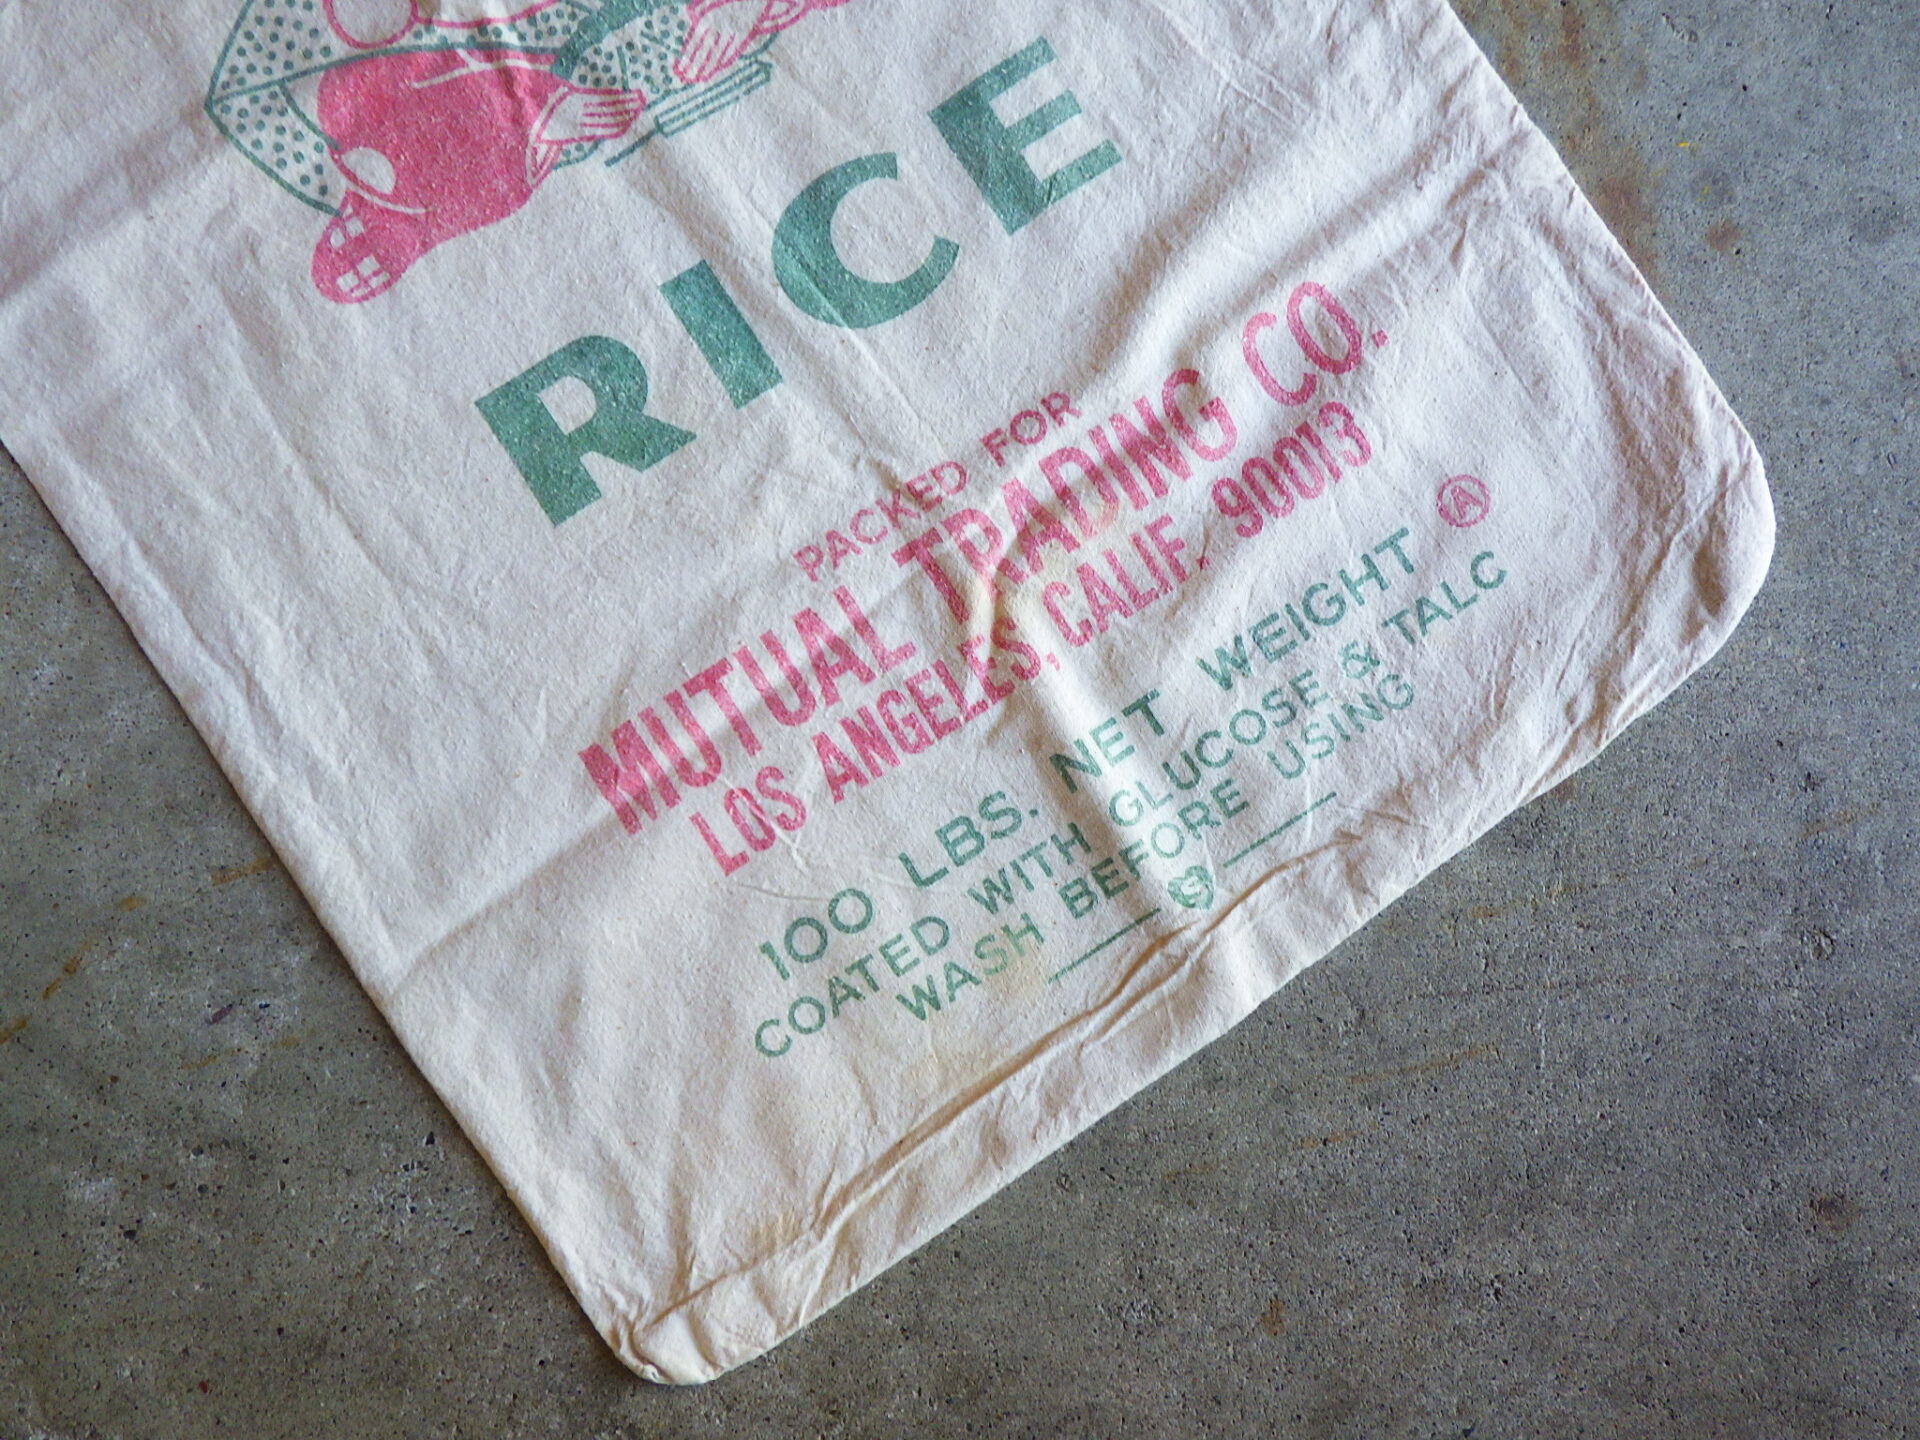 RICE
PACKED FOR
MUTUAL TRADING CO.
LOS ANGELES, CALIF. 90013
Ⓐ
100 LBS. NET WEIGHT
COATED WITH GLUCOSE & TALC
WASH BEFORE USING